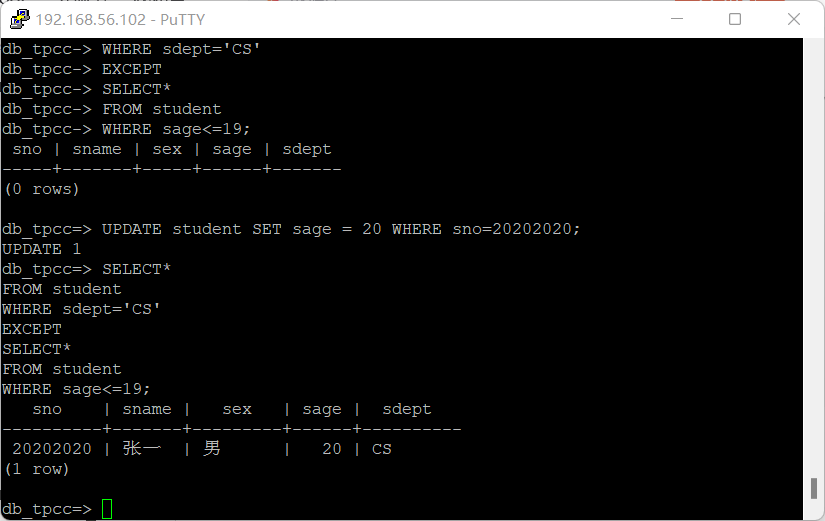 192.168.56.102 - PuTTY
db_tpcc-> WHERE sdept='CS'
db_tpcc-> EXCEPT
db_tpcc-> SELECT*
db_tpcc-> FROM student
db_tpcc-> WHERE sage<=19;
 sno | sname | sex | sage | sdept
-----+-------+-----+------+-------
(0 rows)

db_tpcc=> UPDATE student SET sage = 20 WHERE sno=20202020;
UPDATE 1
db_tpcc=> SELECT*
FROM student
WHERE sdept='CS'
EXCEPT
SELECT*
FROM student
WHERE sage<=19;
   sno    | sname |   sex   | sage |  sdept
----------+-------+---------+------+----------
 20202020 | 张一  | 男      |   20 | CS
(1 row)

db_tpcc=>